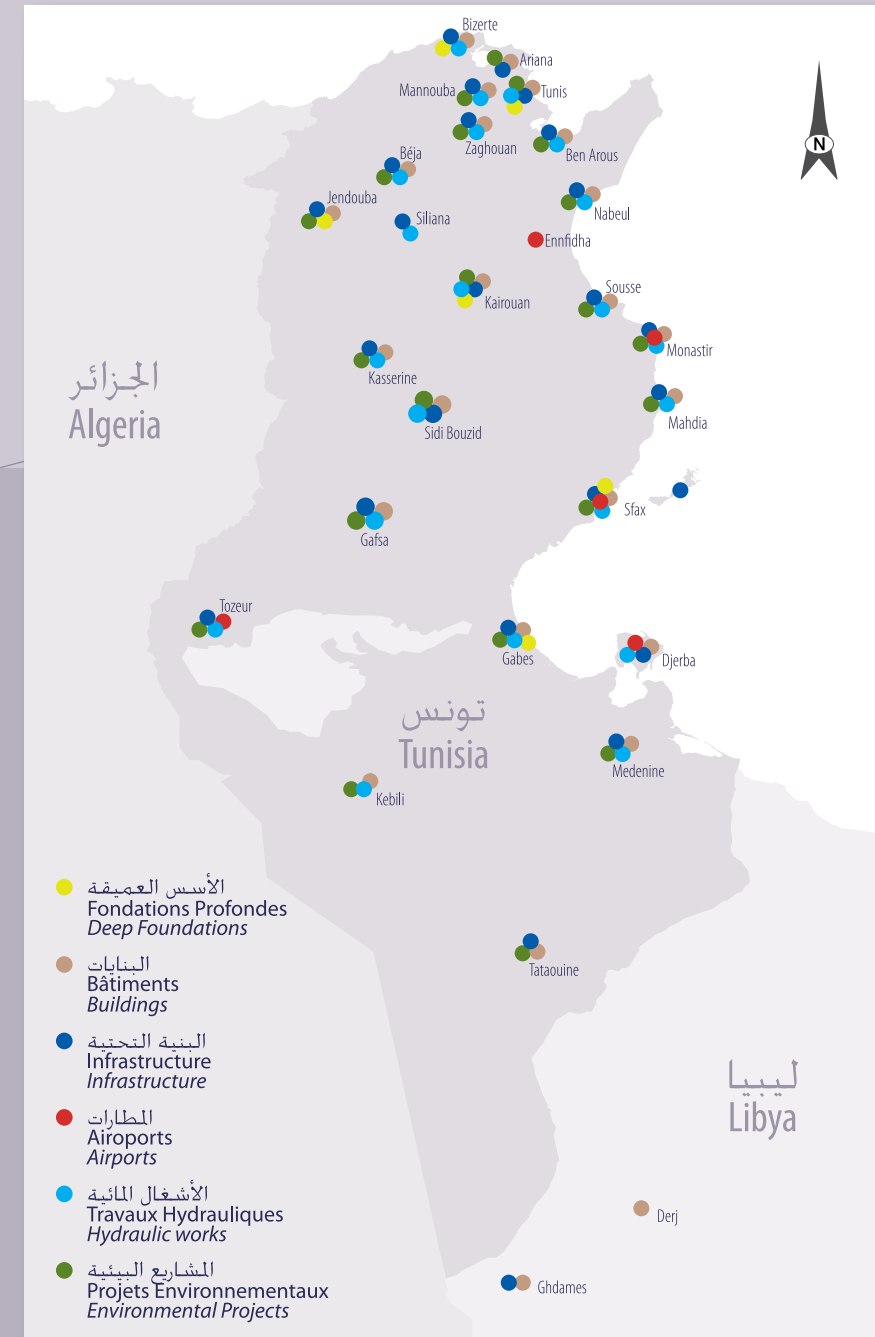 Bizerte
Ariana
Mannouba
Tunis
Zaghouan
Ben Arous
Béja
Jendouba
Nabeul
Siliana
Ennfidha
Sousse
Kairouan
Monastir
الجزائر
Algeria
Kasserine
Mahdia
Sidi Bouzid
Sfax
Gafsa
Tozeur
Gabes
Djerba
تونس
Tunisia
Medenine
Kebili
Tataouine
ليبيا
Libya
Derj
Ghdames
N
الأسس العميقة
Fondations Profondes
Deep Foundations
البنايات
Bâtiments
Buildings
البنية التحتية
Infrastructure
Infrastructure
المطارات
Airoports
Airports
الأشغال المائية
Travaux Hydrauliques
Hydraulic works
المشاريع البيئية
Projets Environnementaux
Environmental Projects